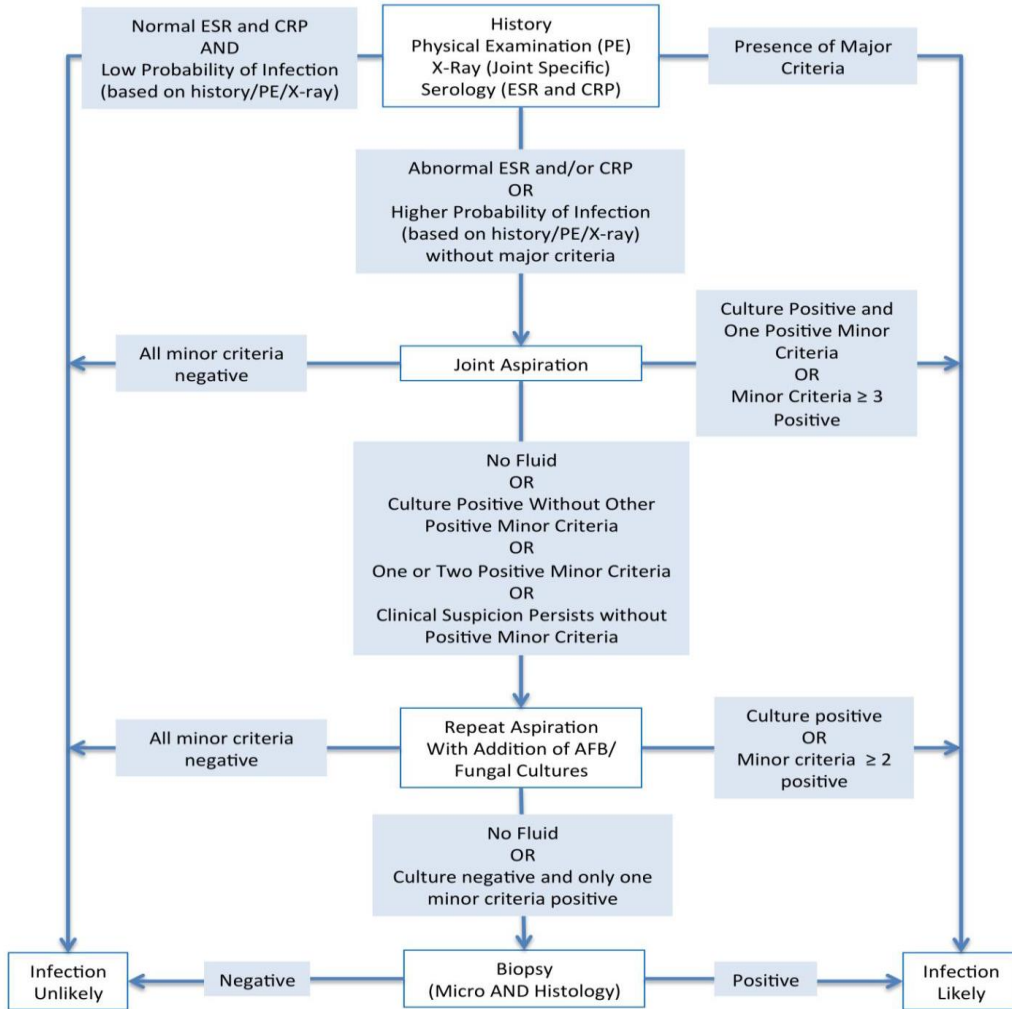 Normal ESR and CRP
AND
Low Probability of Infection
(based on history/PE/X-ray)
History
Physical Examination (PE)
X-Ray (Joint Specific)
Serology (ESR and CRP)
Presence of Major
Criteria
Abnormal ESR and/or CRP
OR
Higher Probability of Infection
(based on history/PE/X-ray)
without major criteria
All minor criteria
negative
Joint Aspiration
Culture Positive and
One Positive Minor
Criteria
OR
Minor Criteria ≥ 3
Positive
No Fluid
OR
Culture Positive Without Other
Positive Minor Criteria
OR
One or Two Positive Minor Criteria
OR
Clinical Suspicion Persists without
Positive Minor Criteria
All minor criteria
negative
Repeat Aspiration
With Addition of AFB/
Fungal Cultures
Culture positive
OR
Minor criteria ≥ 2
positive
No Fluid
OR
Culture negative and only one
minor criteria positive
Infection
Unlikely
Negative
Biopsy
(Micro AND Histology)
Positive
Infection
Likely